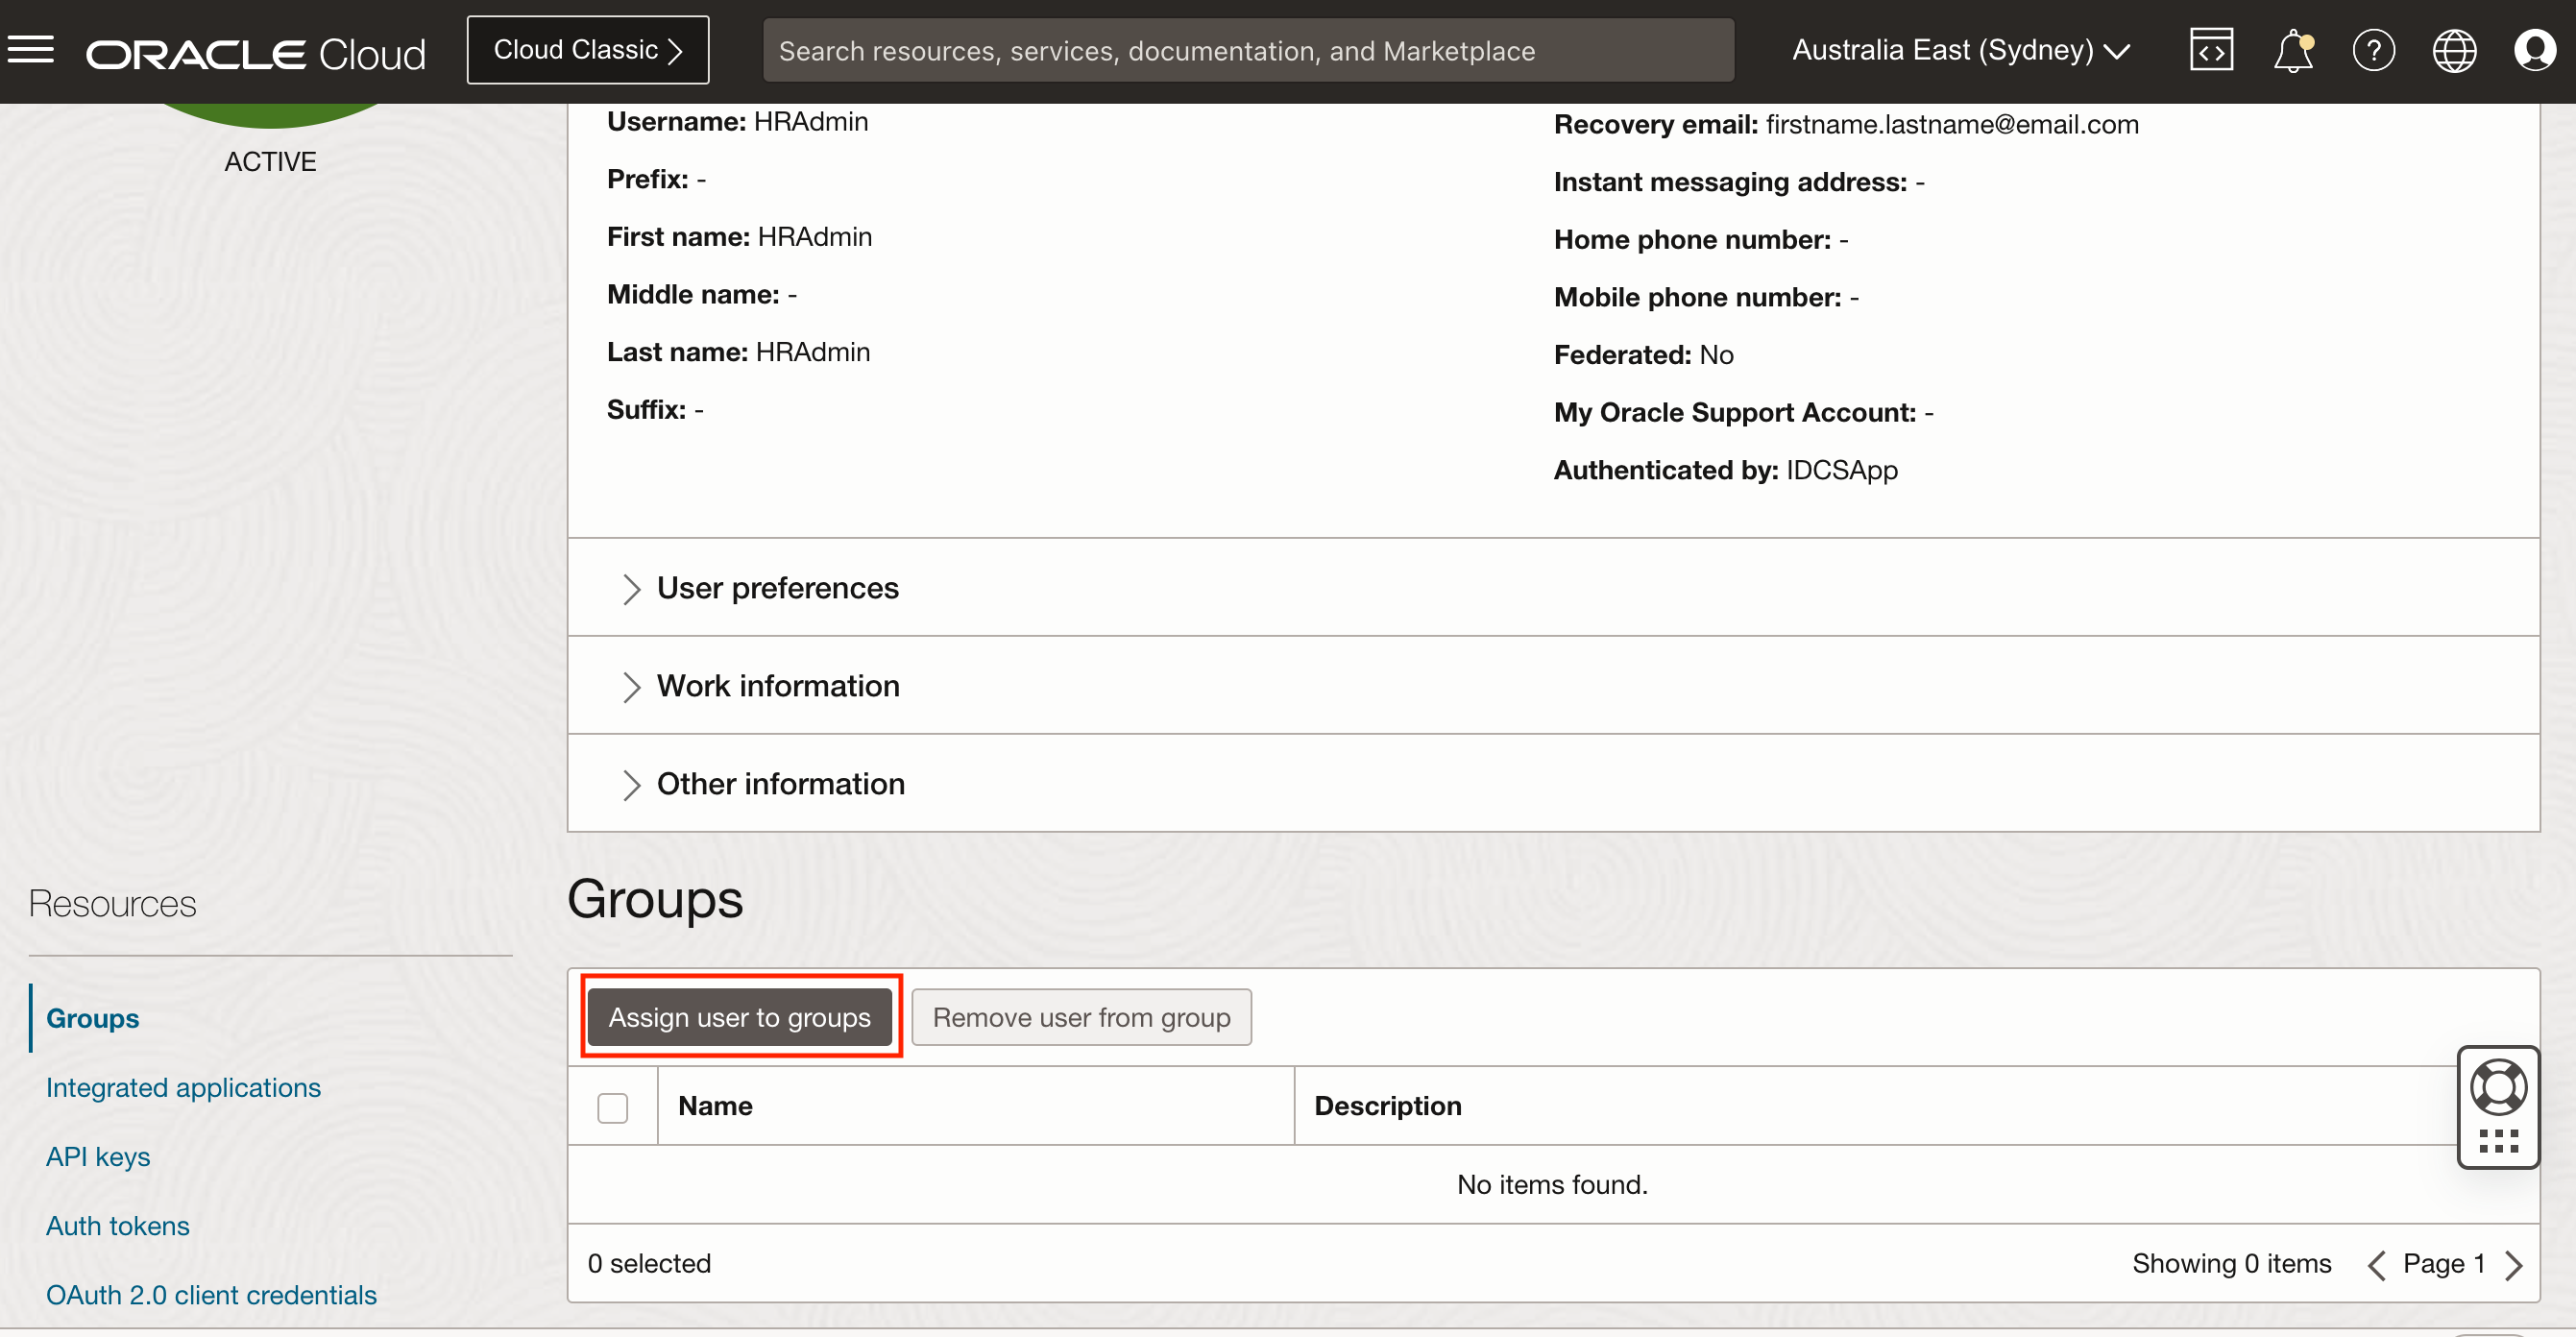 ORACLE Cloud
Cloud Classic
Search resources, services, documentation, and Marketplace
Australia East (Sydney)
ACTIVE
Username: HRAdmin
Prefix: -
First name: HRAdmin
Middle name: -
Last name: HRAdmin
Suffix: -
Recovery email: firstname.lastname@email.com
Instant messaging address: -
Home phone number: -
Mobile phone number: -
Federated: No
My Oracle Support Account: -
Authenticated by: IDCSApp
User preferences
Work information
Other information
Resources
Groups
Integrated applications
API keys
Auth tokens
OAuth 2.0 client credentials
Groups
Assign user to groups
Remove user from group
Name
Description
No items found.
0 selected
Showing 0 items
Page 1